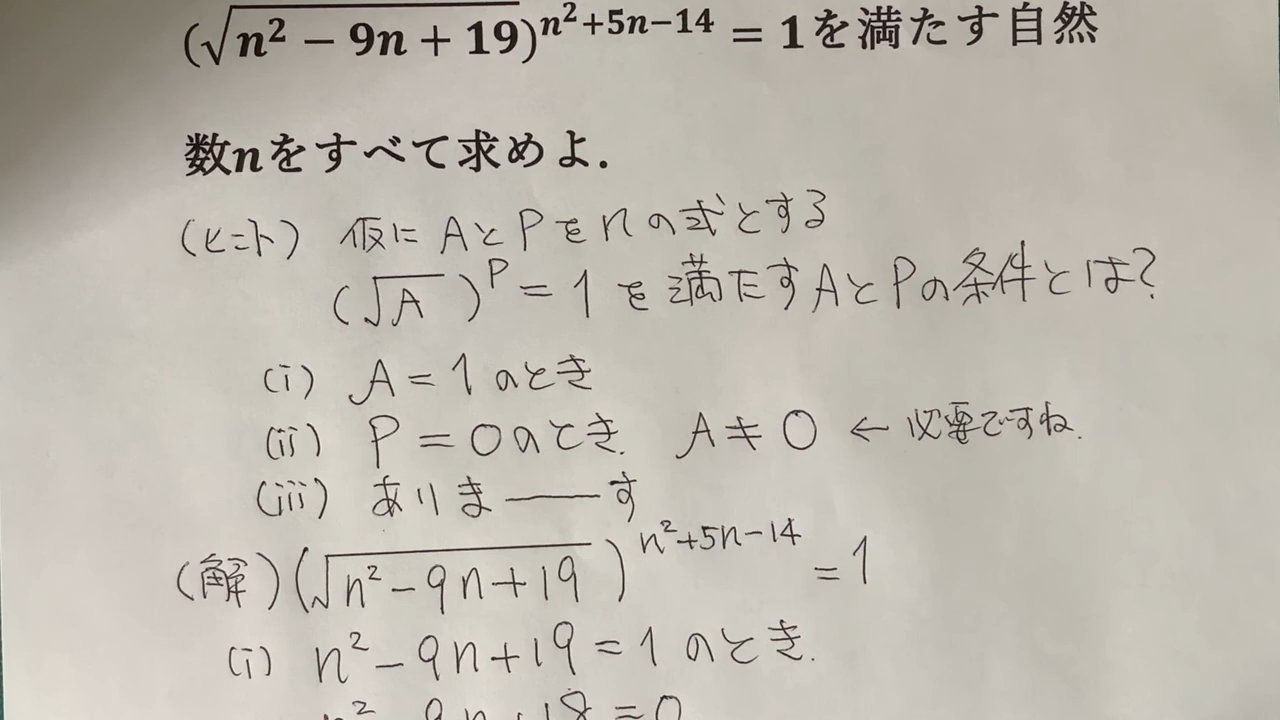 (√n²−9n+19)^{n²+5n−14} = 1を満たす自然
数nをすべて求めよ.
(ヒント) 仮に AとPをnの式とする
(√A)^P = 1 を満たすAとPの条件とは?
(i) A = 1のとき
(ii) P = 0のとき. A ≠ 0 ← 必要ですね.
(iii) ありま――す
(解) (√n²−9n+19)^{n²+5n−14} = 1
(i) n²−9n+19 = 1 のとき.
n²−9n+18 = 0